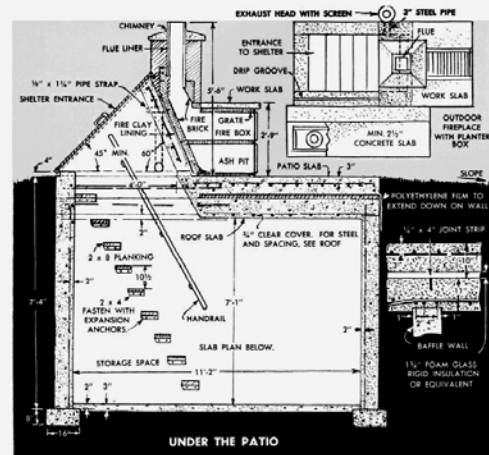 CHIMNEY
FLUE LINER
⅛" x 1¼" PIPE STRAP
SHELTER ENTRANCE
FIRE CLAY
LINING
45° MIN.
60°
4"
6'-0"
5'-6"
WORK SLAB
GRATE
FIRE BOX
FIRE
BRICK
2'-9"
ASH PIT
PATIO SLAB
3"
EXHAUST HEAD WITH SCREEN
3" STEEL PIPE
ENTRANCE
TO SHELTER
FLUE
DRIP GROOVE
WORK SLAB
MIN. 2½"
CONCRETE SLAB
OUTDOOR
FIREPLACE
WITH PLANTER
BOX
SLOPE
POLYETHYLENE FILM TO
EXTEND DOWN ON WALL
ROOF SLAB
¾" CLEAR COVER. FOR STEEL
AND SPACING, SEE ROOF
SLAB PLAN BELOW.
2"
2 x 8 PLANKING
2"
10½
2 x 4
FASTEN WITH
EXPANSION
ANCHORS.
HANDRAIL
7'-4"
7'-1"
2"
STORAGE SPACE
11'-2"
2"
3"
8"
16"
¼" x 4" JOINT STRIP
10"
1"
1"
BAFFLE WALL
1½" FOAM GLASS
RIGID INSULATION
OR EQUIVALENT
UNDER THE PATIO